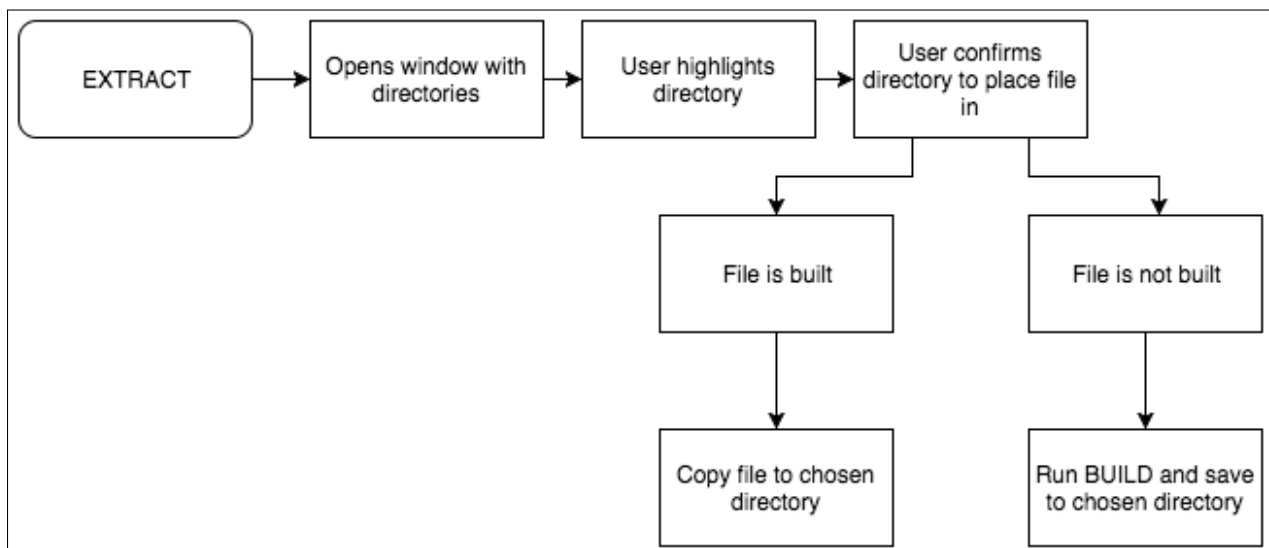 EXTRACT
Opens window with
directories
User highlights
directory
User confirms
directory to place file
in
File is built
File is not built
Copy file to chosen
directory
Run BUILD and save
to chosen directory